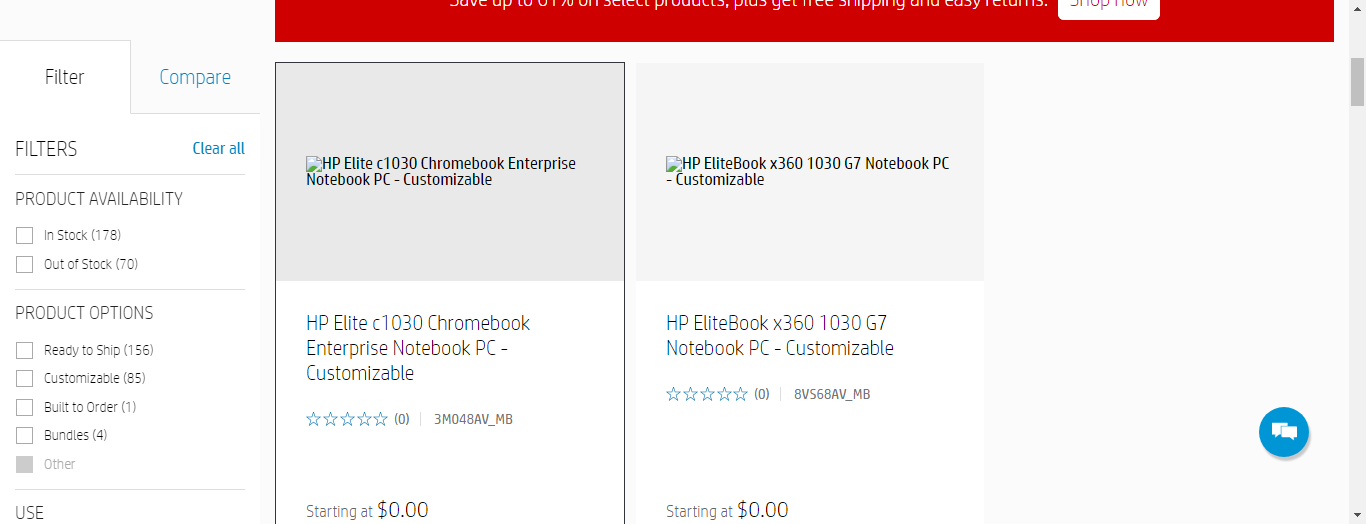 Save up to 61% on select products, plus get free shipping and easy returns. Shop now
Filter
Compare
FILTERS
Clear all
PRODUCT AVAILABILITY
In Stock (178)
Out of Stock (70)
PRODUCT OPTIONS
Ready to Ship (156)
Customizable (85)
Built to Order (1)
Bundles (4)
Other
USE
HP Elite c1030 Chromebook Enterprise
Notebook PC - Customizable
HP Elite c1030 Chromebook
Enterprise Notebook PC -
Customizable
(0) 3M048AV_MB
Starting at $0.00
HP EliteBook x360 1030 G7 Notebook PC
- Customizable
HP EliteBook x360 1030 G7
Notebook PC - Customizable
(0) 8VS68AV_MB
Starting at $0.00